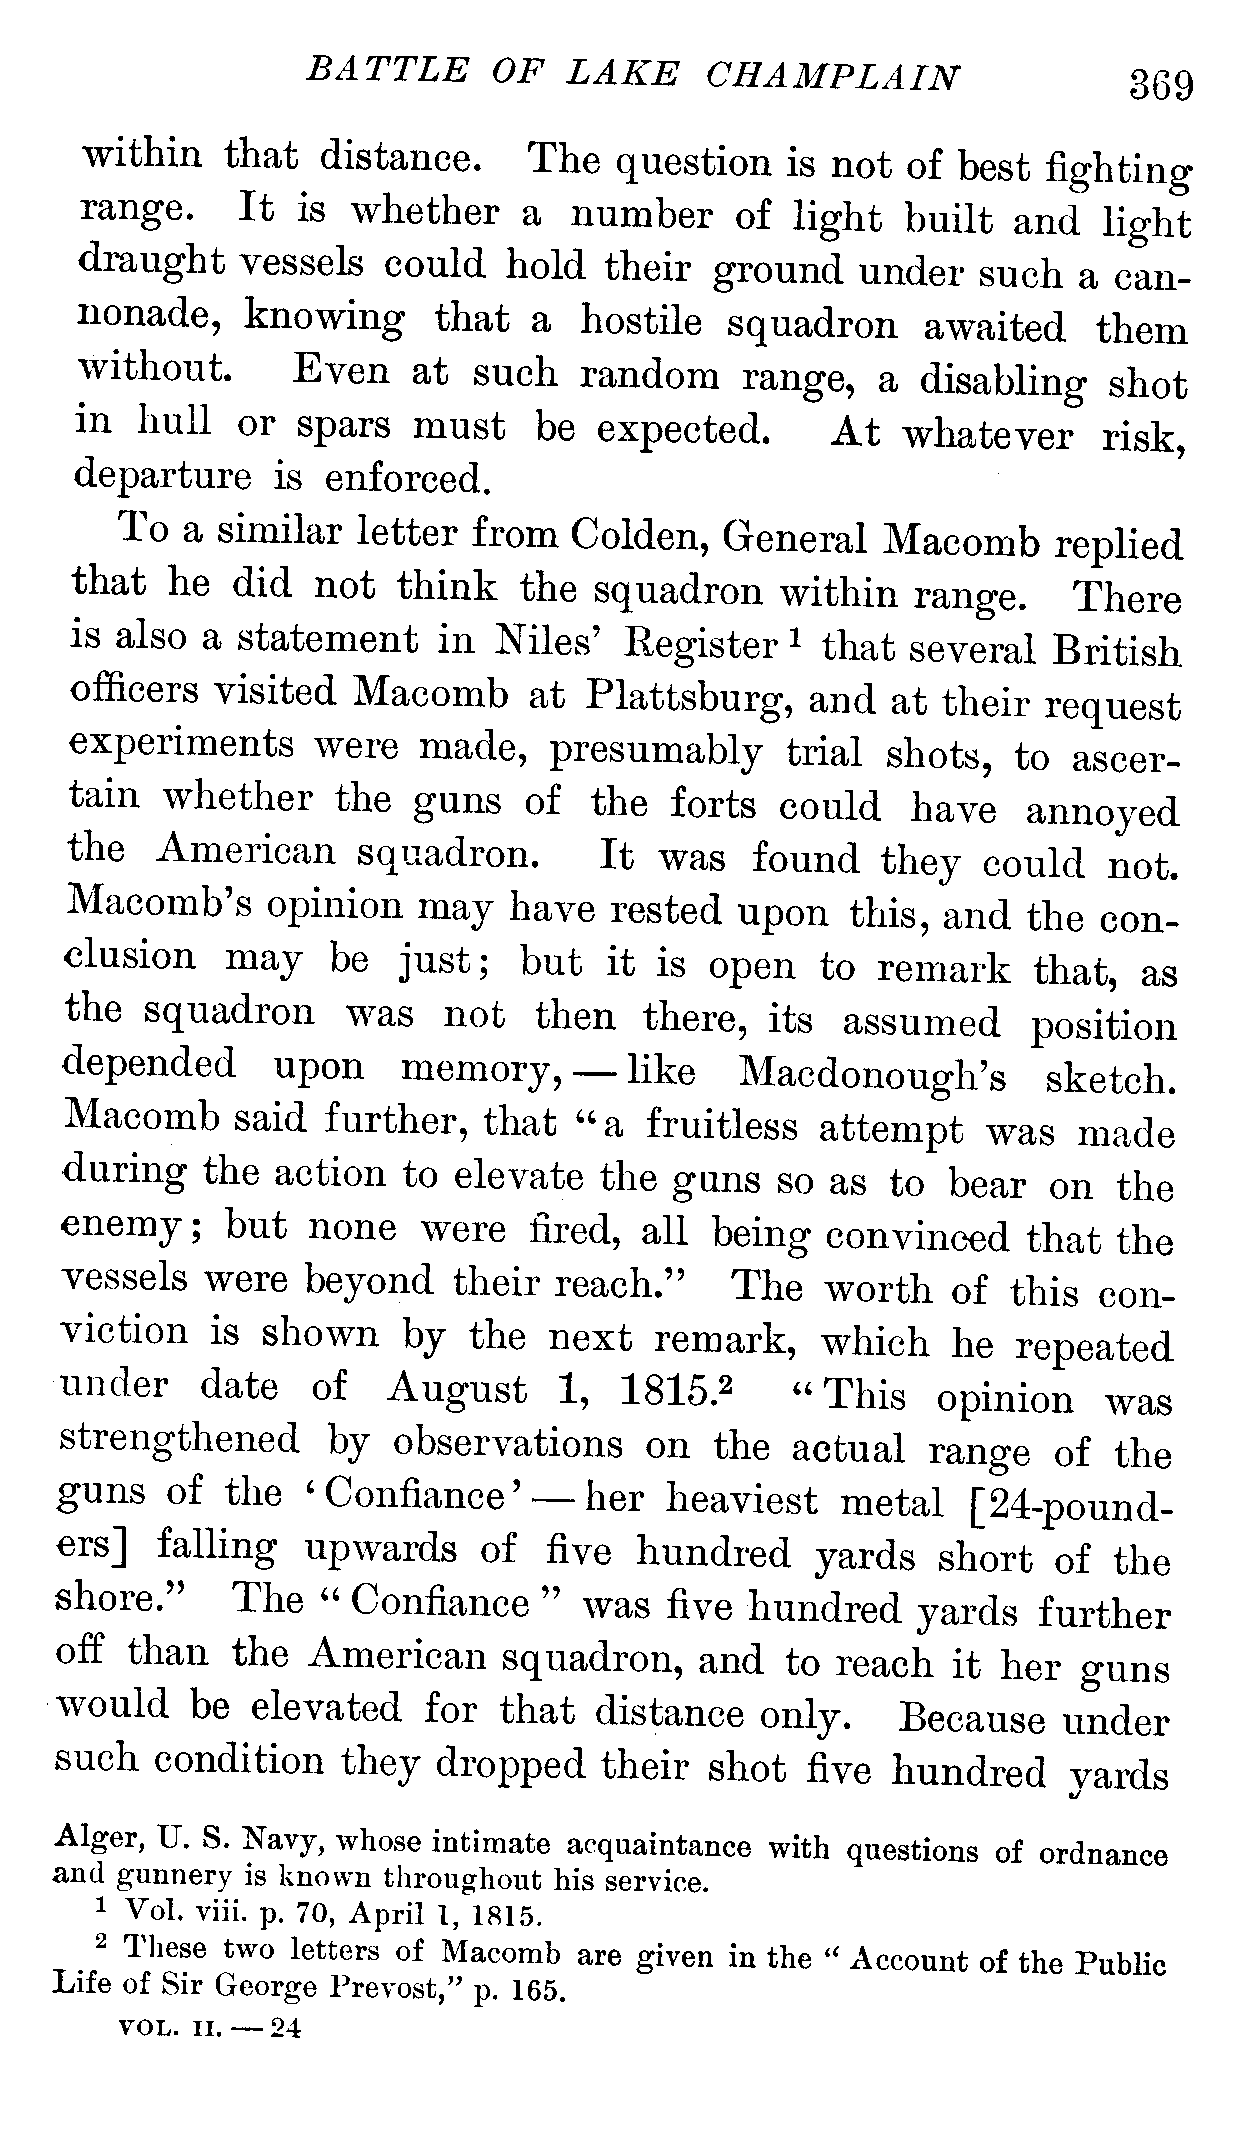 BATTLE OF LAKE CHAMPLAIN 369
within that distance. The question is not of best fighting
range. It is whether a number of light built and light
draught vessels could hold their ground under such a can-
nonade, knowing that a hostile squadron awaited them
without. Even at such random range, a disabling shot
in hull or spars must be expected. At whatever risk,
departure is enforced.
To a similar letter from Colden, General Macomb replied
that he did not think the squadron within range. There
is also a statement in Niles’ Register ¹ that several British
officers visited Macomb at Plattsburg, and at their request
experiments were made, presumably trial shots, to ascer-
tain whether the guns of the forts could have annoyed
the American squadron. It was found they could not.
Macomb’s opinion may have rested upon this, and the con-
clusion may be just; but it is open to remark that, as
the squadron was not then there, its assumed position
depended upon memory, — like Macdonough’s sketch.
Macomb said further, that “a fruitless attempt was made
during the action to elevate the guns so as to bear on the
enemy; but none were fired, all being convinced that the
vessels were beyond their reach.” The worth of this con-
viction is shown by the next remark, which he repeated
under date of August 1, 1815.² “This opinion was
strengthened by observations on the actual range of the
guns of the ‘Confiance’ — her heaviest metal [24-pound-
ers] falling upwards of five hundred yards short of the
shore.” The “Confiance” was five hundred yards further
off than the American squadron, and to reach it her guns
would be elevated for that distance only. Because under
such condition they dropped their shot five hundred yards
Alger, U. S. Navy, whose intimate acquaintance with questions of ordnance
and gunnery is known throughout his service.
¹ Vol. viii. p. 70, April 1, 1815.
² These two letters of Macomb are given in the “Account of the Public
Life of Sir George Prevost,” p. 165.
VOL. II. — 24